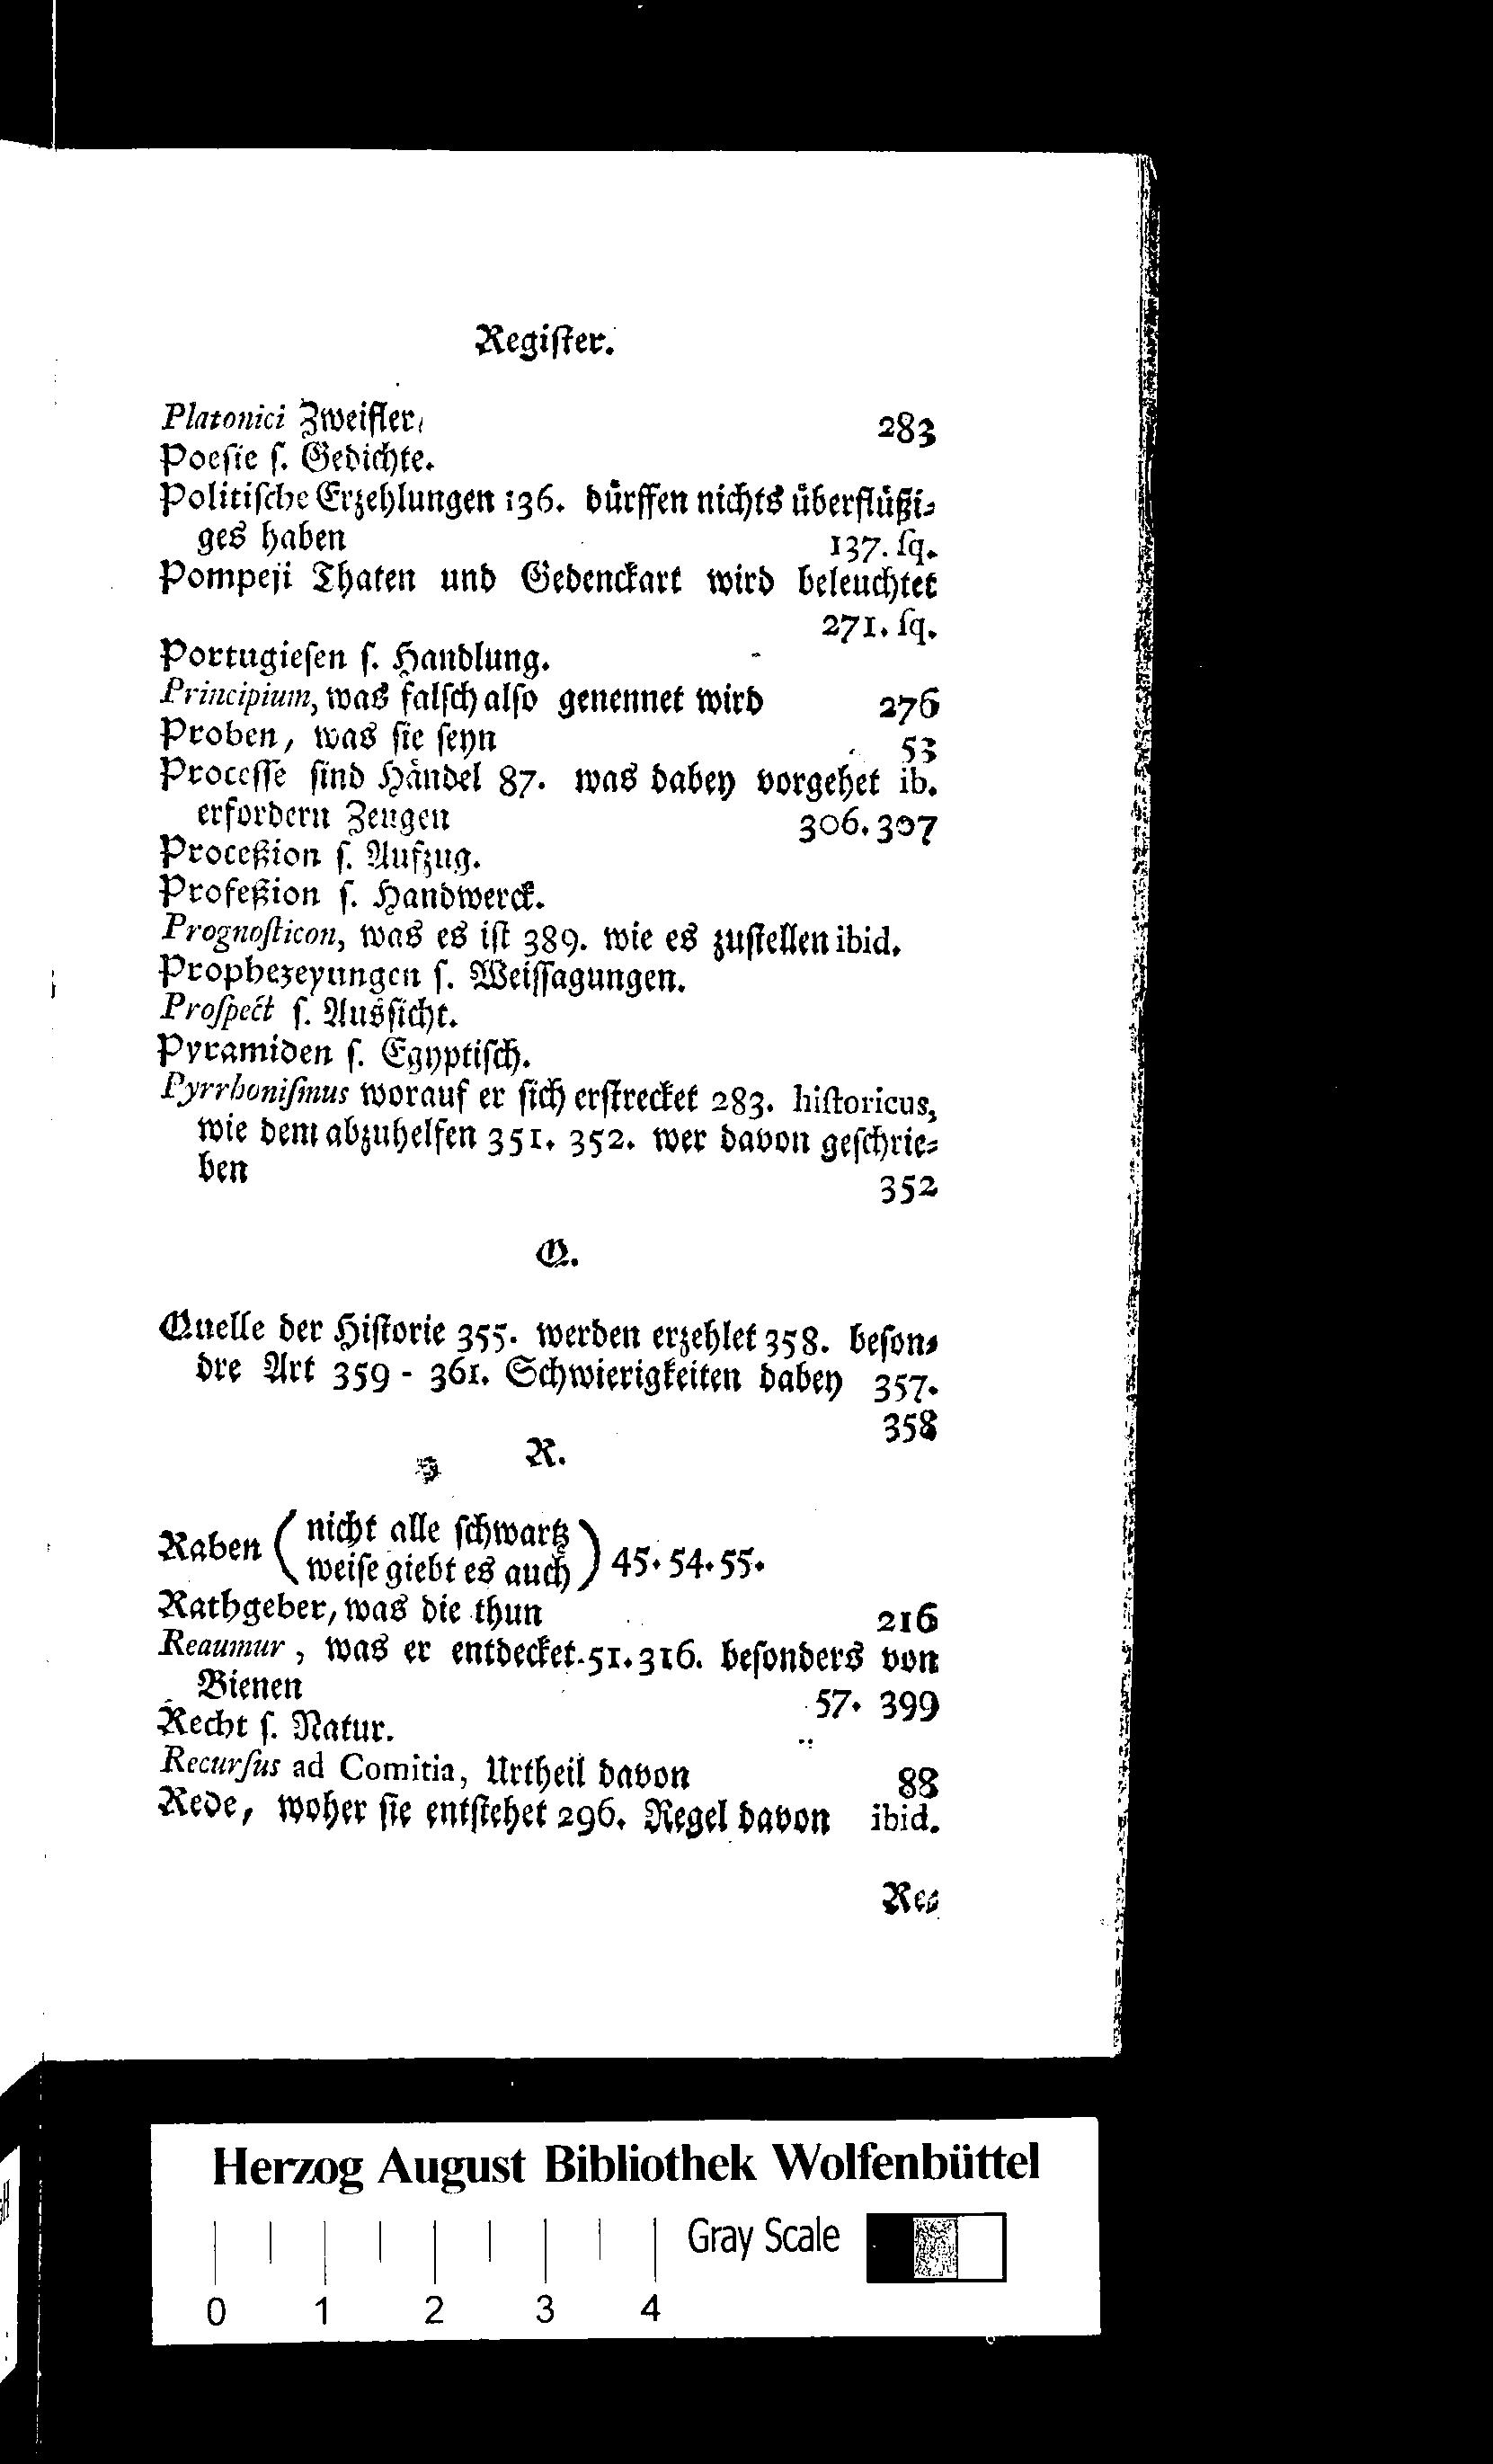 Regiſter.
Platonici Zweifler, 283
Poeſie ſ. Gedichte.
Politiſche Erzehlungen 136. dürffen nichts überflüßi-
ges haben 137. ſq.
Pompeji Thaten und Gedenckart wird beleuchtet
271. ſq.
Portugieſen ſ. Handlung.
Principium, was falſch alſo genennet wird 276
Proben, was ſie ſeyn 53
Proceſſe ſind Händel 87. was dabey vorgehet ib.
erfordern Zeugen 306. 307
Proceßion ſ. Aufzug.
Profeßion ſ. Handwerck.
Prognoſticon, was es iſt 389. wie es zuſtellen ibid.
Prophezeyungen ſ. Weiſſagungen.
Proſpect ſ. Ausſicht.
Pyramiden ſ. Egyptiſch.
Pyrrhoniſmus worauf er ſich erſtrecket 283. hiſtoricus,
wie dem abzuhelfen 351. 352. wer davon geſchrie-
ben 352
Q.
Quelle der Hiſtorie 355. werden erzehlet 358. beſon-
dre Art 359 - 361. Schwierigkeiten dabey 357.
358
R.
Raben (nicht alle ſchwartz
weiſe giebt es auch) 45. 54. 55.
Rathgeber, was die thun 216
Reaumur, was er entdecket. 51. 316. beſonders von
Bienen 57. 399
Recht ſ. Natur.
Recurſus ad Comitia, Urtheil davon 88
Rede, woher ſie entſtehet 296. Regel davon ibid.
Re-
Herzog August Bibliothek Wolfenbüttel
Gray Scale
0 1 2 3 4